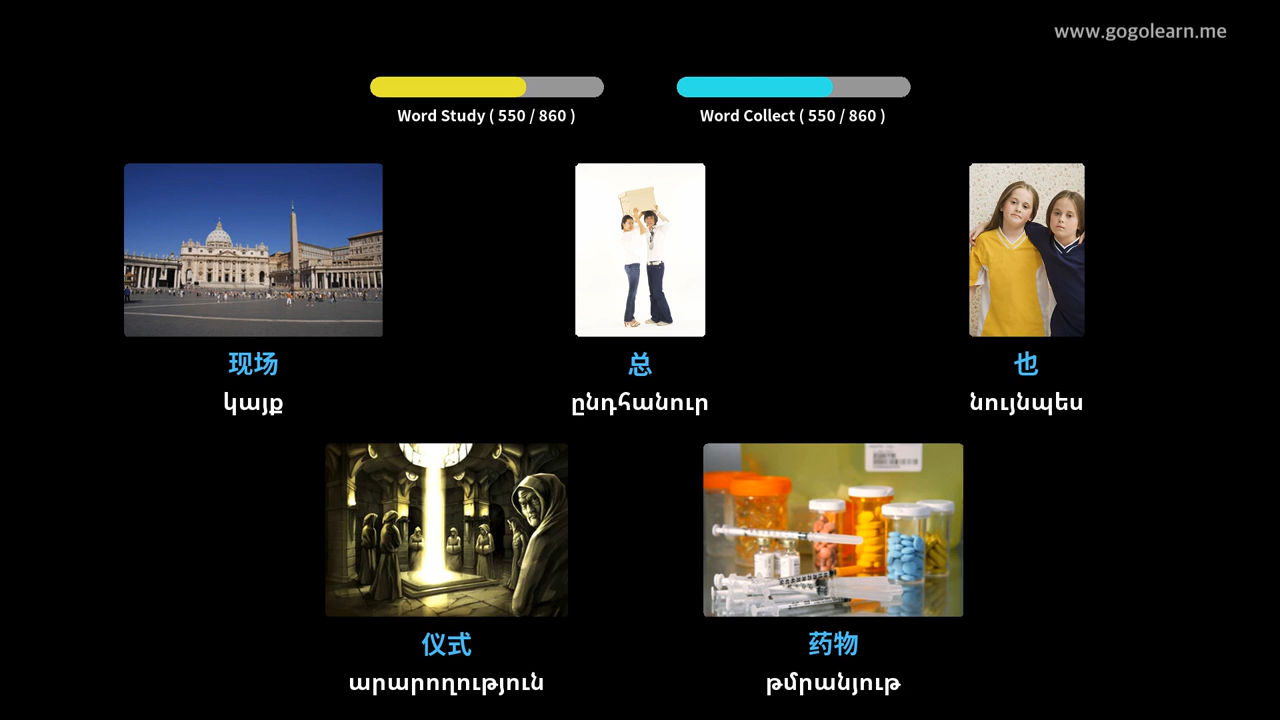 www.gogolearn.me
Word Study ( 550 / 860 )
Word Collect ( 550 / 860 )
现场
կայք
总
ընդհանուր
也
նույնպես
仪式
արարողություն
药物
թմրանյութ